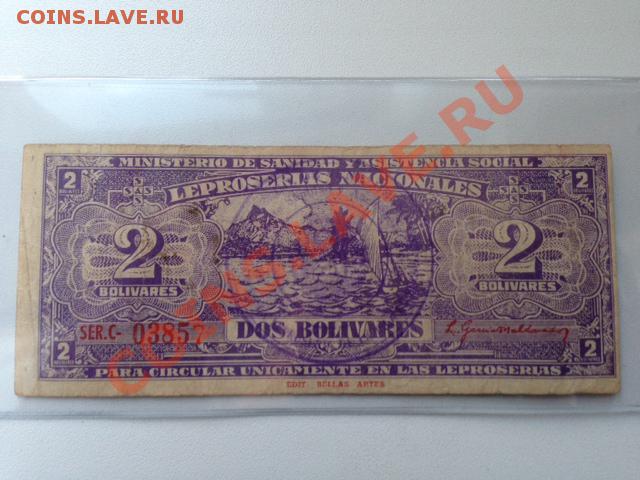 COINS.LAVE.RU
MINISTERIO DE SANIDAD Y ASISTENCIA SOCIAL
2 LEPROSERIAS NACIONALES 2
2 2
BOLIVARES BOLIVARES
SER.C- 03857
DOS BOLIVARES
2 2
PARA CIRCULAR UNICAMENTE EN LAS LEPROSERIAS
EDIT. BELLAS ARTES
COINS.LAVE.RU